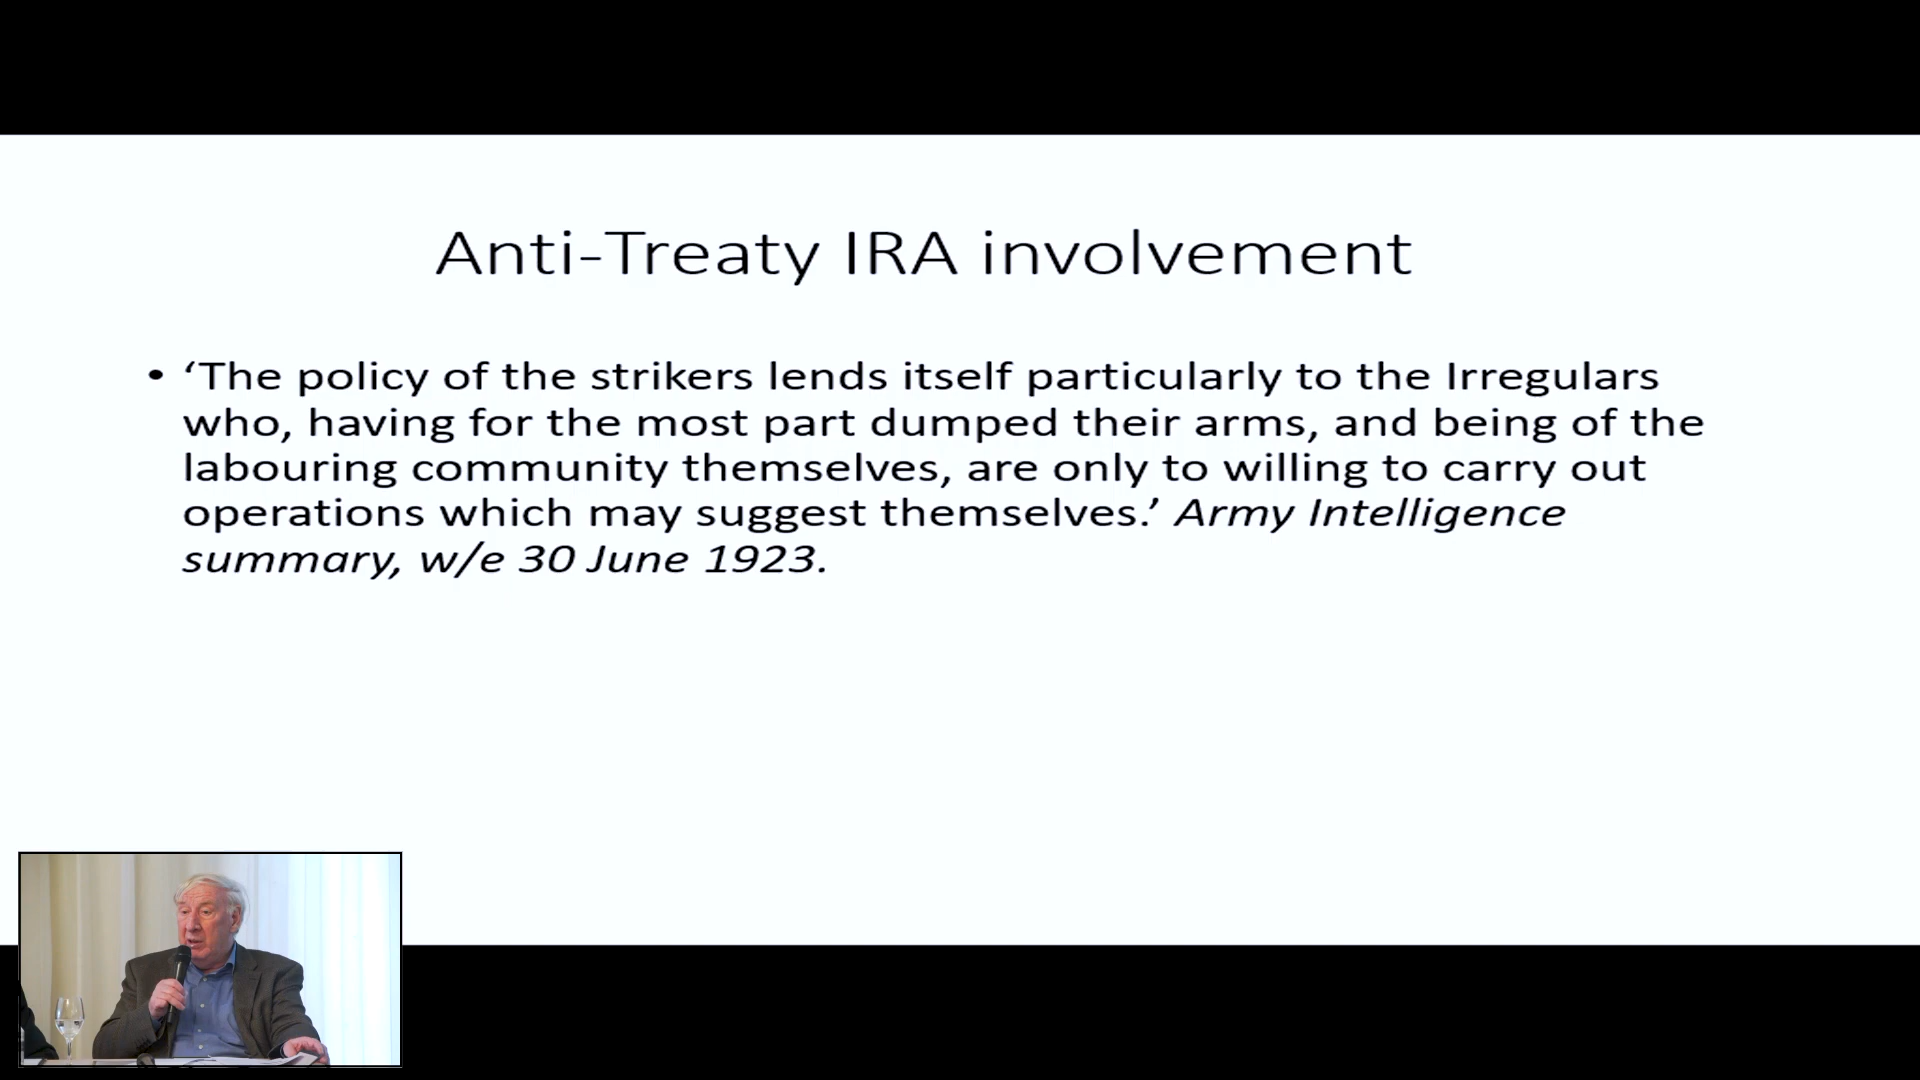 Anti-Treaty IRA involvement
• ‘The policy of the strikers lends itself particularly to the Irregulars
who, having for the most part dumped their arms, and being of the
labouring community themselves, are only to willing to carry out
operations which may suggest themselves.’ Army Intelligence
summary, w/e 30 June 1923.